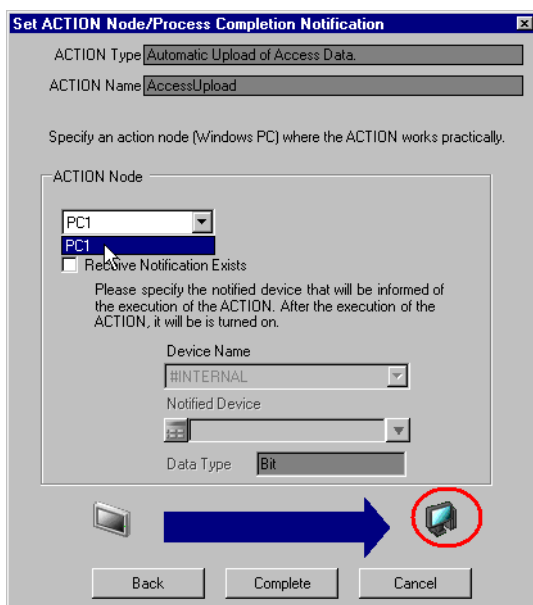 Set ACTION Node/Process Completion Notification
ACTION Type Automatic Upload of Access Data.
ACTION Name AccessUpload
Specify an action node (Windows PC) where the ACTION works practically.
ACTION Node
PC1
PC1
Receive Notification Exists
Please specify the notified device that will be informed of
the execution of the ACTION. After the execution of the
ACTION, it will be is turned on.
Device Name
#INTERNAL
Notified Device
Data Type Bit
Back Complete Cancel